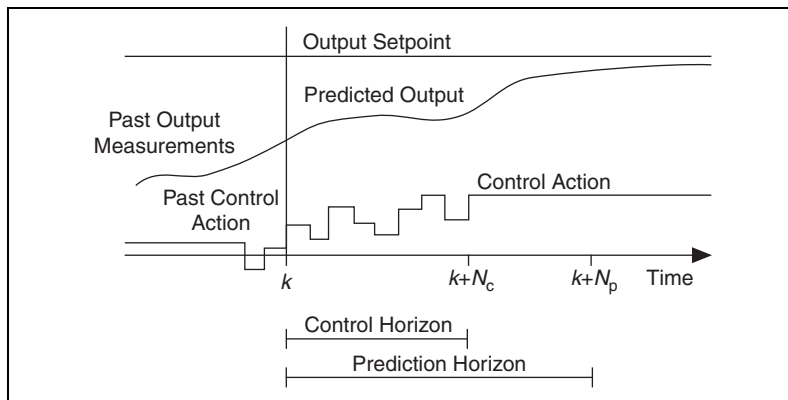 Output Setpoint
Predicted Output
Past Output
Measurements
Past Control
Action
Control Action
k
k+Nc
k+Np
Time
Control Horizon
Prediction Horizon